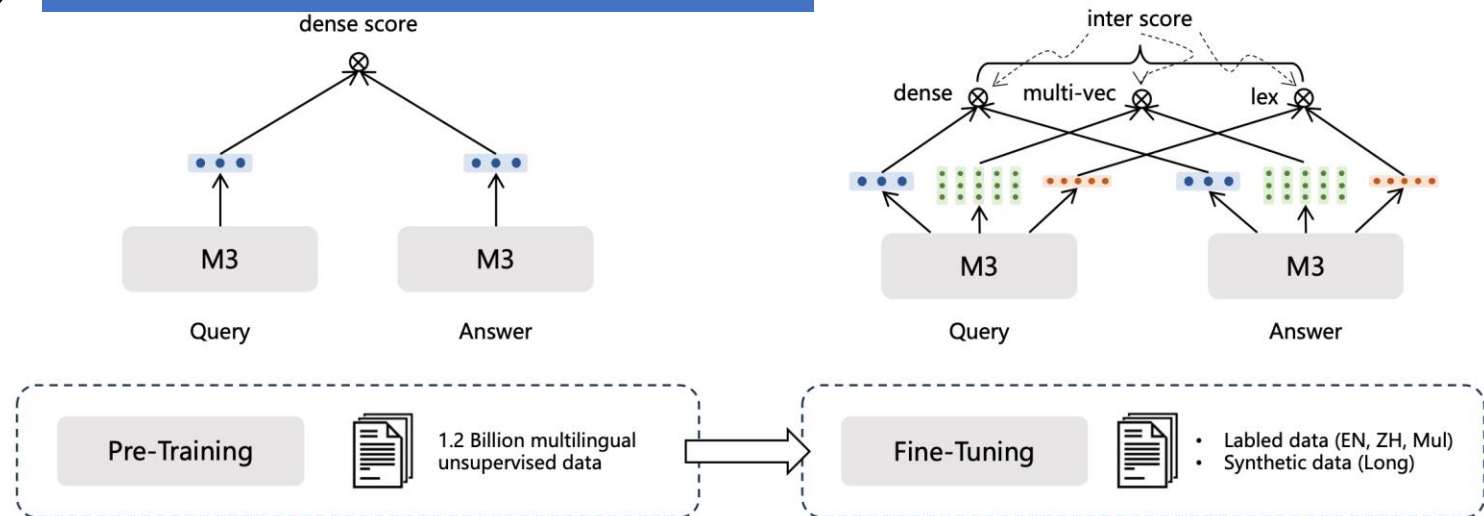 dense score
M3
M3
Query
Answer
Pre-Training
1.2 Billion multilingual
unsupervised data
inter score
dense
multi-vec
lex
M3
M3
Query
Answer
Fine-Tuning
• Labled data (EN, ZH, Mul)
• Synthetic data (Long)